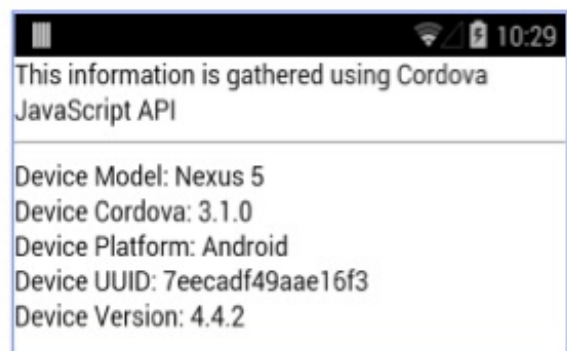 10:29
This information is gathered using Cordova
JavaScript API
Device Model: Nexus 5
Device Cordova: 3.1.0
Device Platform: Android
Device UUID: 7eecadf49aae16f3
Device Version: 4.4.2